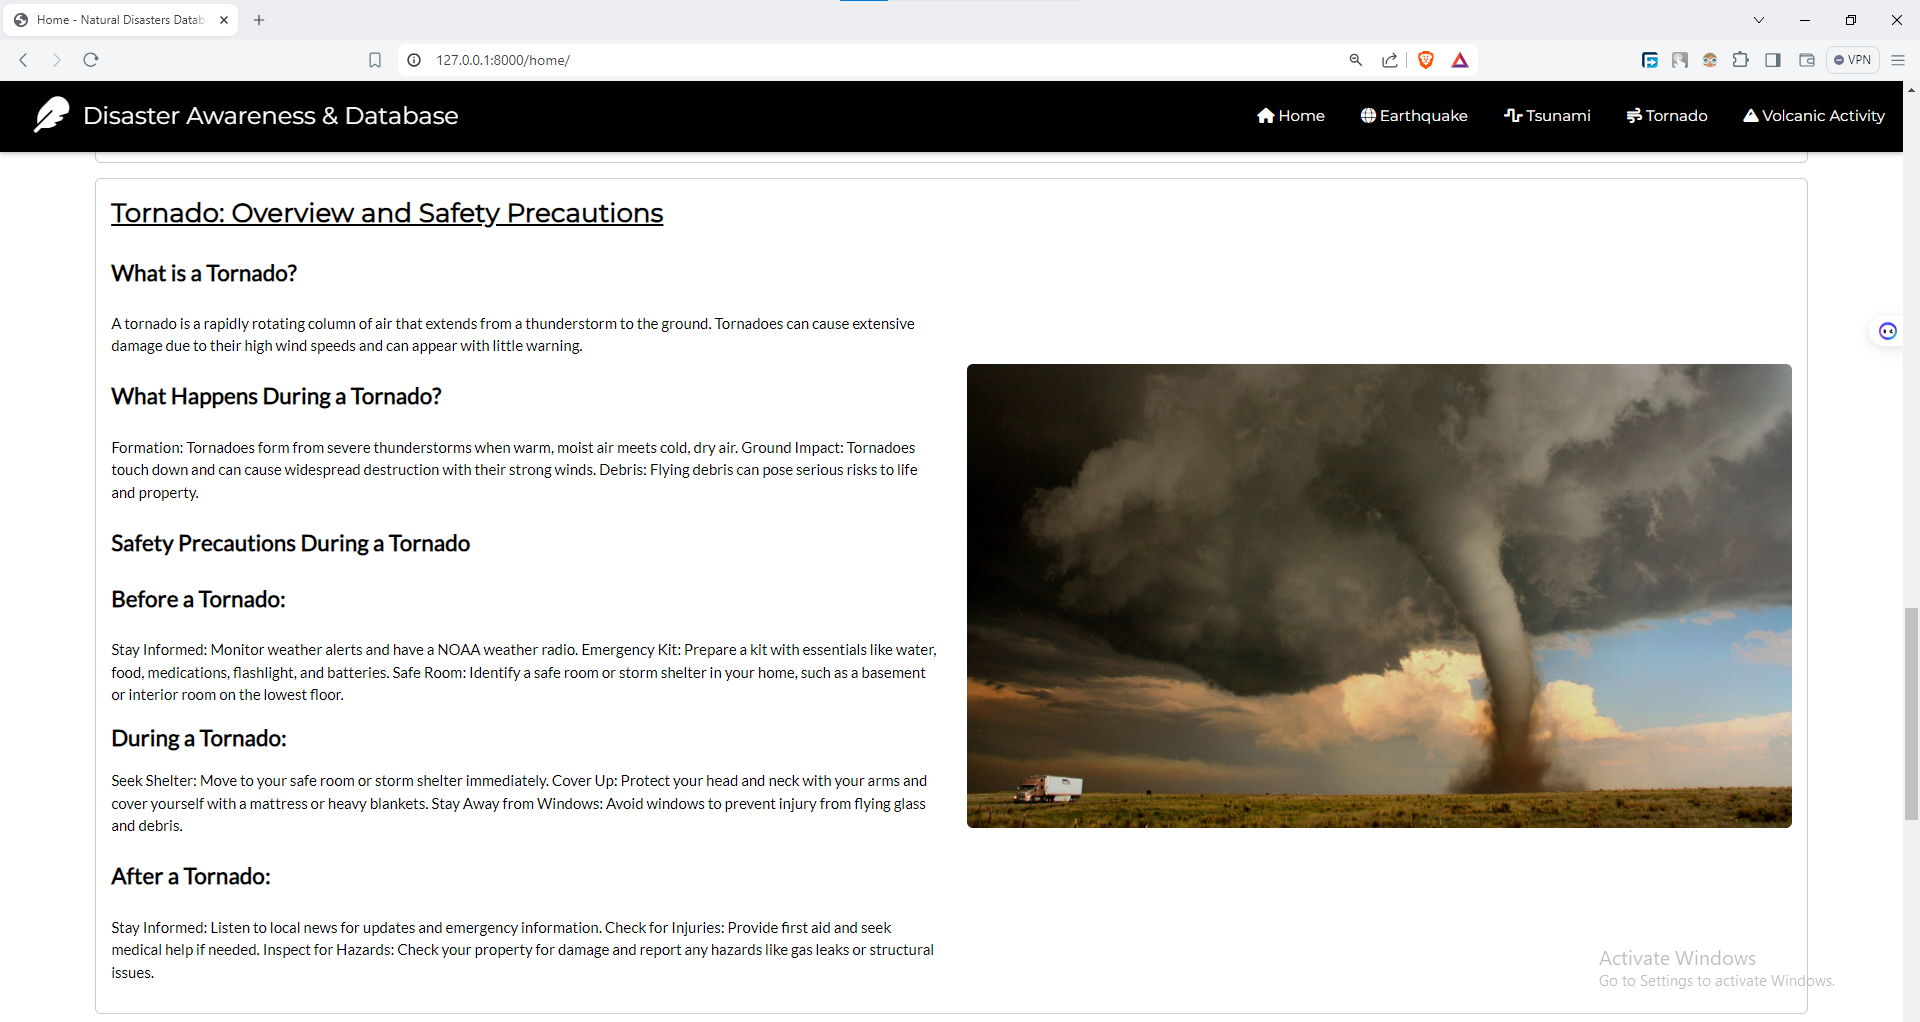 Home - Natural Disasters Datab
127.0.0.1:8000/home/
VPN
Disaster Awareness & Database
Home
Earthquake
Tsunami
Tornado
Volcanic Activity
Tornado: Overview and Safety Precautions
What is a Tornado?
A tornado is a rapidly rotating column of air that extends from a thunderstorm to the ground. Tornadoes can cause extensive
damage due to their high wind speeds and can appear with little warning.
What Happens During a Tornado?
Formation: Tornadoes form from severe thunderstorms when warm, moist air meets cold, dry air. Ground Impact: Tornadoes
touch down and can cause widespread destruction with their strong winds. Debris: Flying debris can pose serious risks to life
and property.
Safety Precautions During a Tornado
Before a Tornado:
Stay Informed: Monitor weather alerts and have a NOAA weather radio. Emergency Kit: Prepare a kit with essentials like water,
food, medications, flashlight, and batteries. Safe Room: Identify a safe room or storm shelter in your home, such as a basement
or interior room on the lowest floor.
During a Tornado:
Seek Shelter: Move to your safe room or storm shelter immediately. Cover Up: Protect your head and neck with your arms and
cover yourself with a mattress or heavy blankets. Stay Away from Windows: Avoid windows to prevent injury from flying glass
and debris.
After a Tornado:
Stay Informed: Listen to local news for updates and emergency information. Check for Injuries: Provide first aid and seek
medical help if needed. Inspect for Hazards: Check your property for damage and report any hazards like gas leaks or structural
issues.
Activate Windows
Go to Settings to activate Windows.